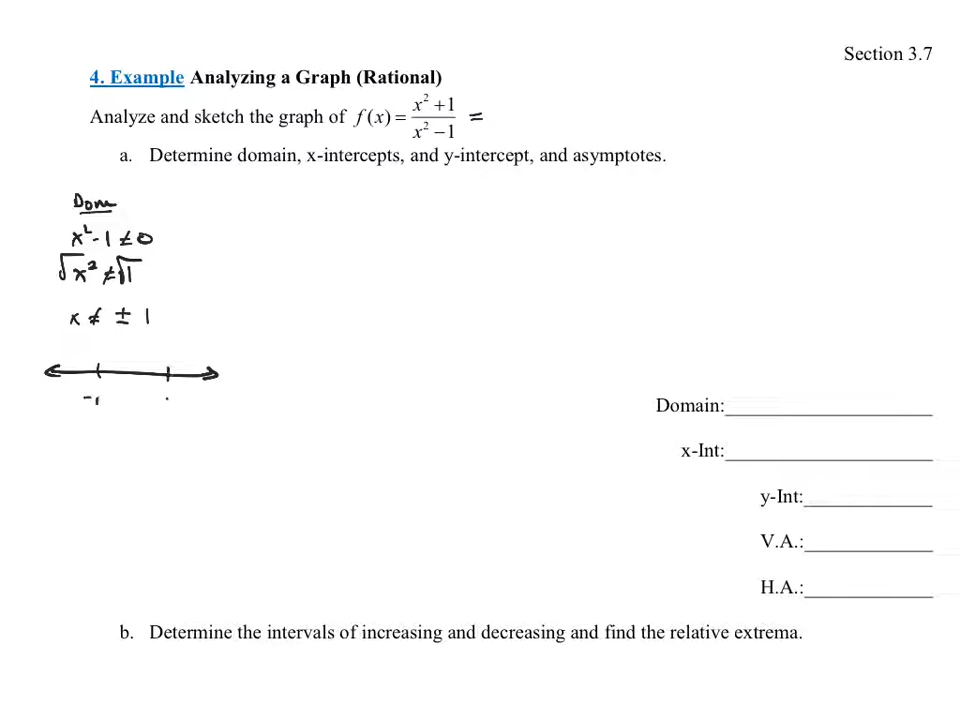 Section 3.7
4. Example Analyzing a Graph (Rational)
Analyze and sketch the graph of f(x) = (x² + 1)/(x² − 1) =
a. Determine domain, x-intercepts, and y-intercept, and asymptotes.
Dom
x² - 1 ≠ 0
√x² ≠ √1
x ≠ ± 1
-1
Domain:
x-Int:
y-Int:
V.A.:
H.A.:
b. Determine the intervals of increasing and decreasing and find the relative extrema.